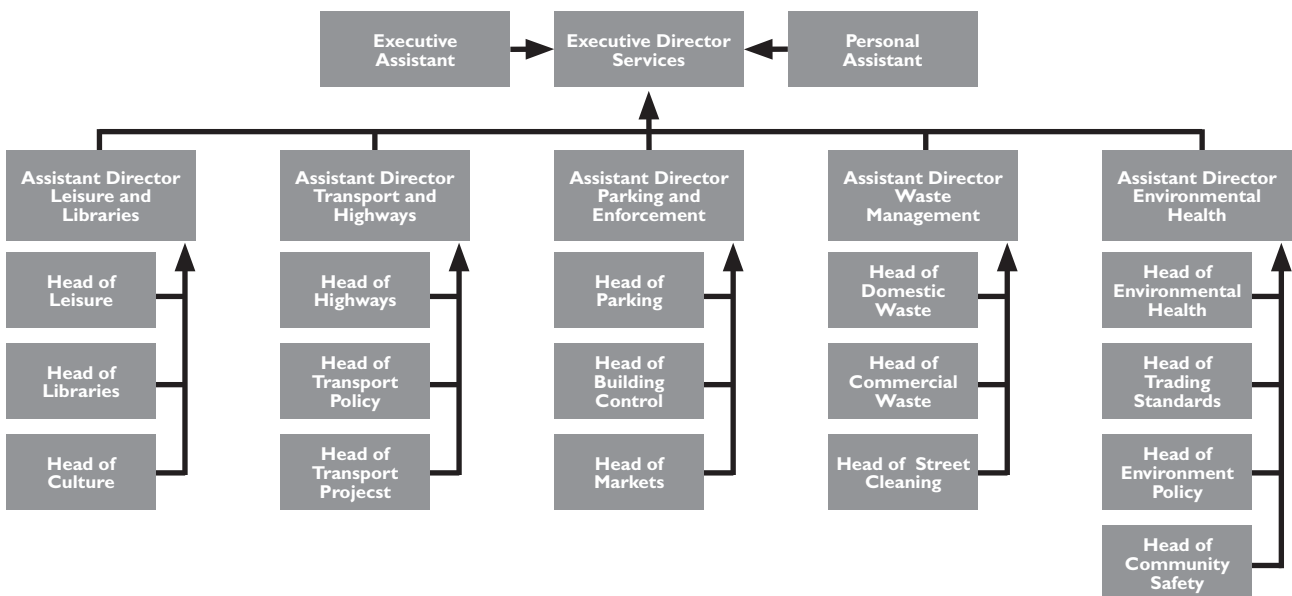 Executive
Assistant
Executive Director
Services
Personal
Assistant
Assistant Director
Leisure and
Libraries
Assistant Director
Transport and
Highways
Assistant Director
Parking and
Enforcement
Assistant Director
Waste
Management
Assistant Director
Environmental
Health
Head of
Leisure
Head of
Highways
Head of
Parking
Head of
Domestic
Waste
Head of
Environmental
Health
Head of
Libraries
Head of
Transport
Policy
Head of
Building
Control
Head of
Commercial
Waste
Head of
Trading
Standards
Head of
Culture
Head of
Transport
Projecst
Head of
Markets
Head of Street
Cleaning
Head of
Environment
Policy
Head of
Community
Safety